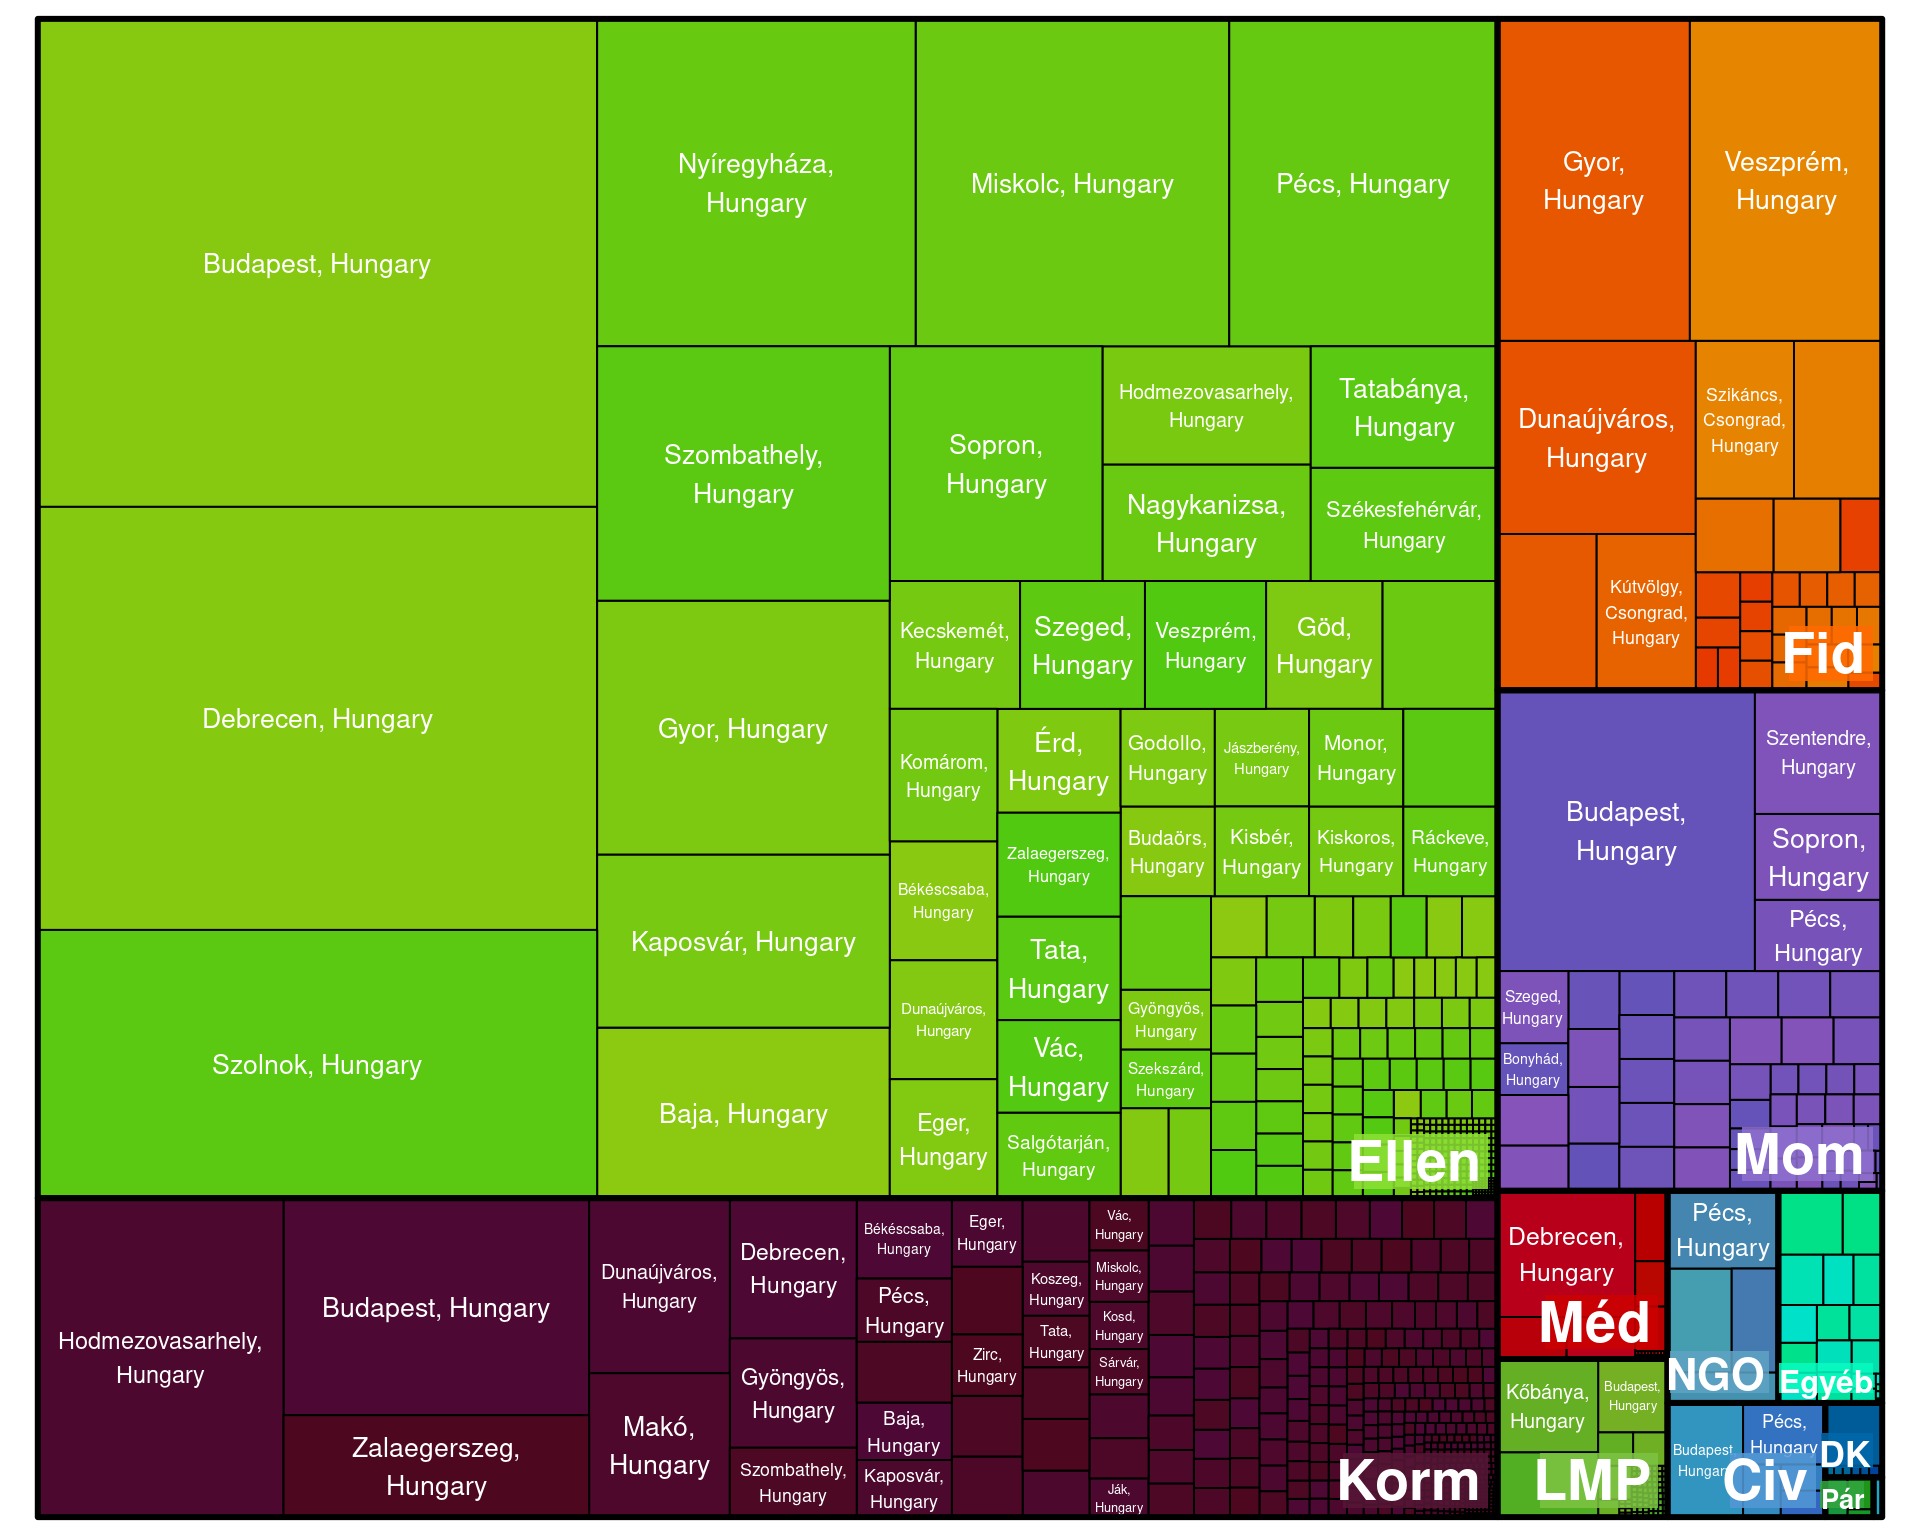 Budapest, Hungary
Debrecen, Hungary
Szolnok, Hungary
Nyíregyháza,
Hungary
Miskolc, Hungary
Pécs, Hungary
Szombathely,
Hungary
Gyor, Hungary
Kaposvár, Hungary
Baja, Hungary
Sopron,
Hungary
Hodmezovasarhely,
Hungary
Tatabánya,
Hungary
Nagykanizsa,
Hungary
Székesfehérvár,
Hungary
Kecskemét,
Hungary
Szeged,
Hungary
Veszprém,
Hungary
Göd,
Hungary
Komárom,
Hungary
Békéscsaba,
Hungary
Dunaújváros,
Hungary
Eger,
Hungary
Érd,
Hungary
Zalaegerszeg,
Hungary
Tata,
Hungary
Vác,
Hungary
Salgótarján,
Hungary
Godollo,
Hungary
Jászberény,
Hungary
Monor,
Hungary
Budaörs,
Hungary
Kisbér,
Hungary
Kiskoros,
Hungary
Ráckeve,
Hungary
Gyöngyös,
Hungary
Szekszárd,
Hungary
Ellen
Gyor,
Hungary
Veszprém,
Hungary
Dunaújváros,
Hungary
Szikáncs,
Csongrad,
Hungary
Kútvölgy,
Csongrad,
Hungary
Fid
Budapest,
Hungary
Szentendre,
Hungary
Sopron,
Hungary
Pécs,
Hungary
Szeged,
Hungary
Bonyhád,
Hungary
Mom
Hodmezovasarhely,
Hungary
Budapest, Hungary
Zalaegerszeg,
Hungary
Dunaújváros,
Hungary
Makó,
Hungary
Debrecen,
Hungary
Gyöngyös,
Hungary
Szombathely,
Hungary
Békéscsaba,
Hungary
Pécs,
Hungary
Baja,
Hungary
Kaposvár,
Hungary
Eger,
Hungary
Zirc,
Hungary
Koszeg,
Hungary
Tata,
Hungary
Vác,
Hungary
Miskolc,
Hungary
Kosd,
Hungary
Sárvár,
Hungary
Ják,
Hungary
Korm
Debrecen,
Hungary
Méd
Pécs,
Hungary
NGO
Egyéb
Kőbánya,
Hungary
Budapest,
Hungary
LMP
Budapest,
Hungary
Pécs,
Hungary
Civ
DK
Pár